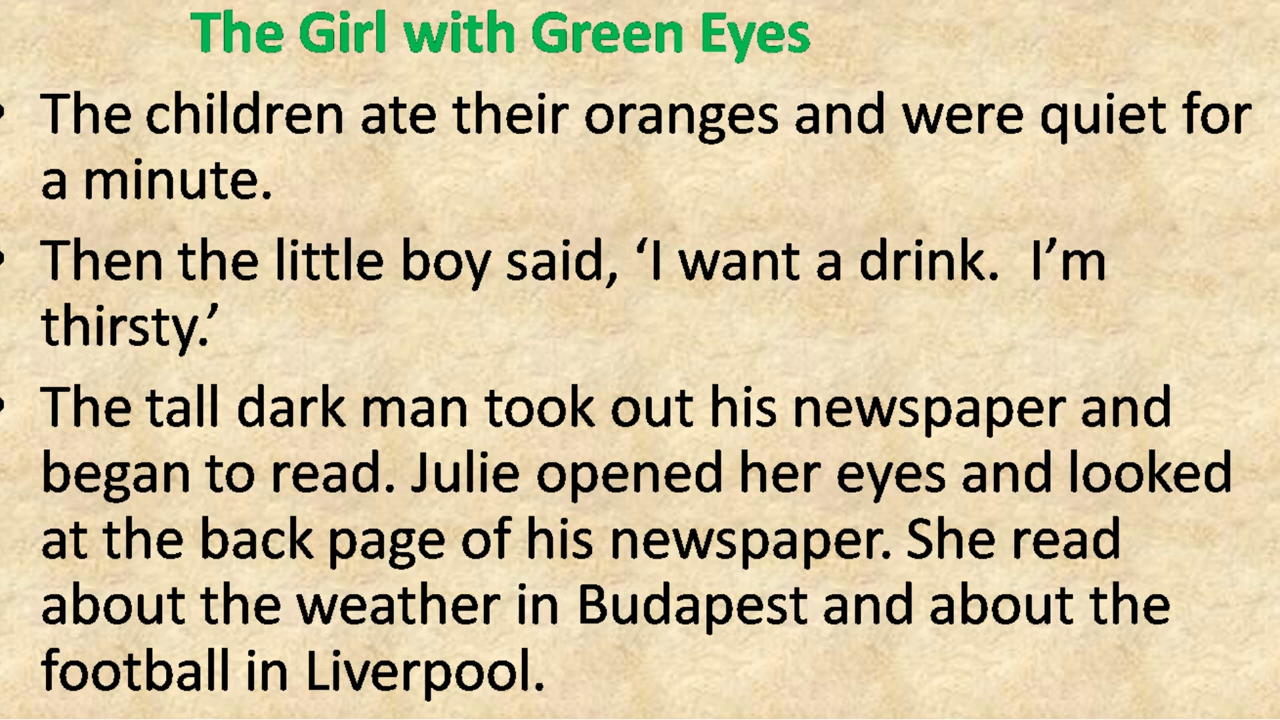 The Girl with Green Eyes
• The children ate their oranges and were quiet for
a minute.
• Then the little boy said, ‘I want a drink.  I’m
thirsty.’
• The tall dark man took out his newspaper and
began to read. Julie opened her eyes and looked
at the back page of his newspaper. She read
about the weather in Budapest and about the
football in Liverpool.